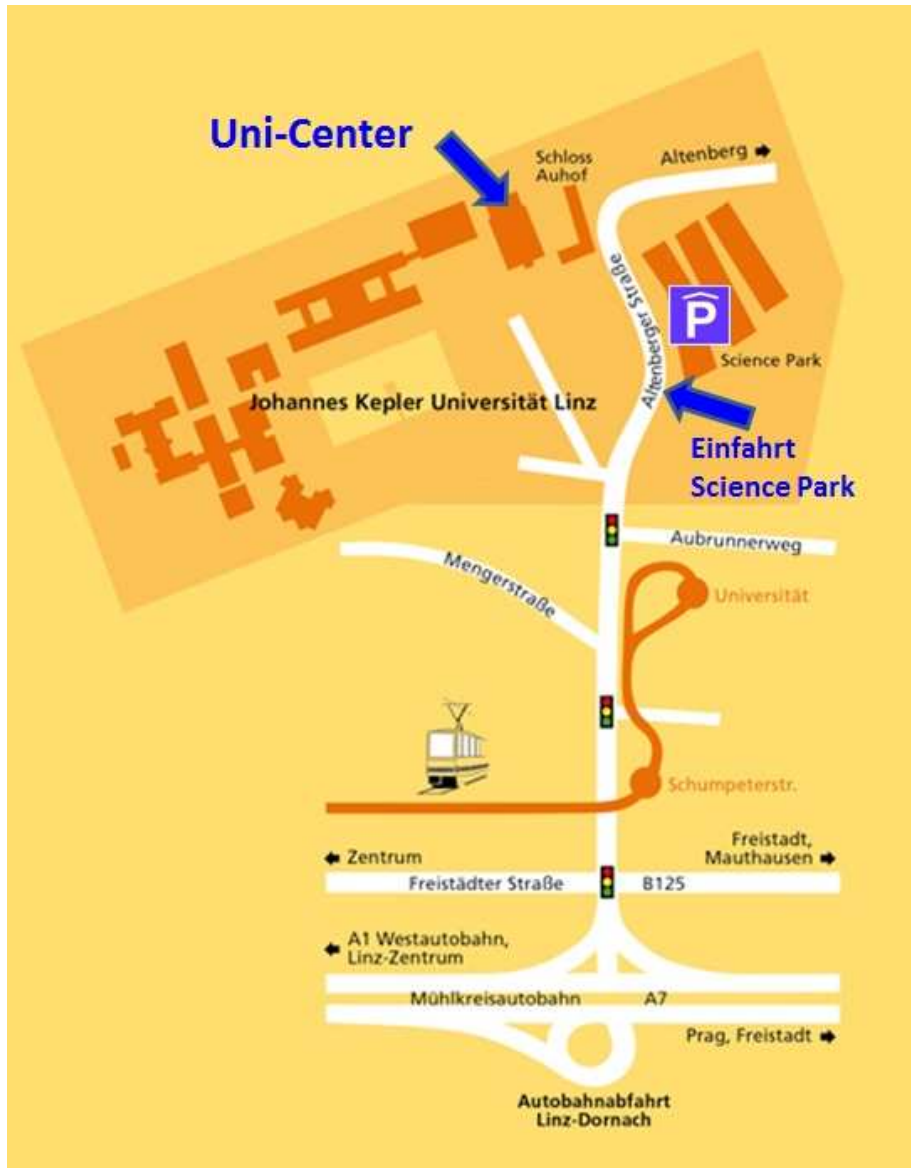 Uni-Center
Schloss
Auhof
Altenberg
Altenberger Straße
P
Science Park
Johannes Kepler Universität Linz
Einfahrt
Science Park
Aubrunnerweg
Mengerstraße
Universität
Schumpeterstr.
Zentrum
Freistadt,
Mauthausen
Freistädter Straße
B125
A1 Westautobahn,
Linz-Zentrum
Mühlkreisautobahn
A7
Prag, Freistadt
Autobahnabfahrt
Linz-Dornach